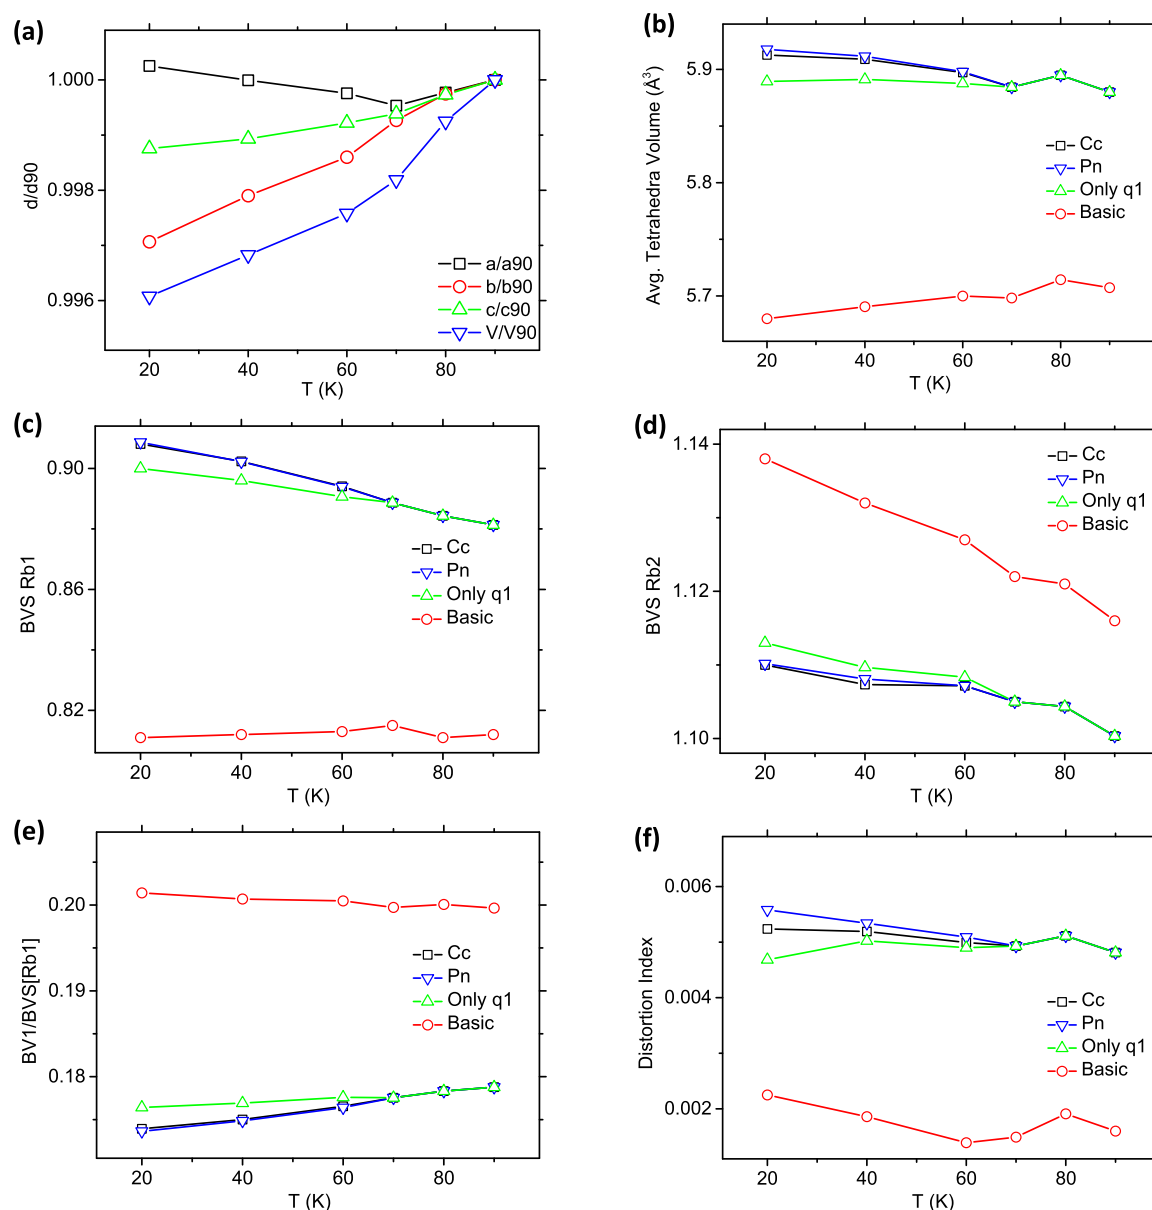 (a)
1.000
0.998
0.996
d/d90
a/a90
b/b90
c/c90
V/V90
20 40 60 80
T (K)
(b)
5.9
5.8
5.7
Avg. Tetrahedra Volume (Å³)
Cc
Pn
Only q1
Basic
20 40 60 80
T (K)
(c)
0.90
0.86
0.82
BVS Rb1
Cc
Pn
Only q1
Basic
20 40 60 80
T (K)
(d)
1.14
1.12
1.10
BVS Rb2
Cc
Pn
Only q1
Basic
20 40 60 80
T (K)
(e)
0.20
0.19
0.18
BV1/BVS[Rb1]
Cc
Pn
Only q1
Basic
20 40 60 80
T (K)
(f)
0.006
0.004
0.002
Distortion Index
Cc
Pn
Only q1
Basic
20 40 60 80
T (K)